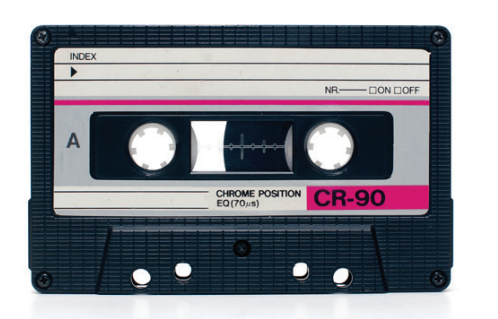 INDEX
NR. ☐ON ☐OFF
A
CHROME POSITION
EQ(70μs)
CR-90